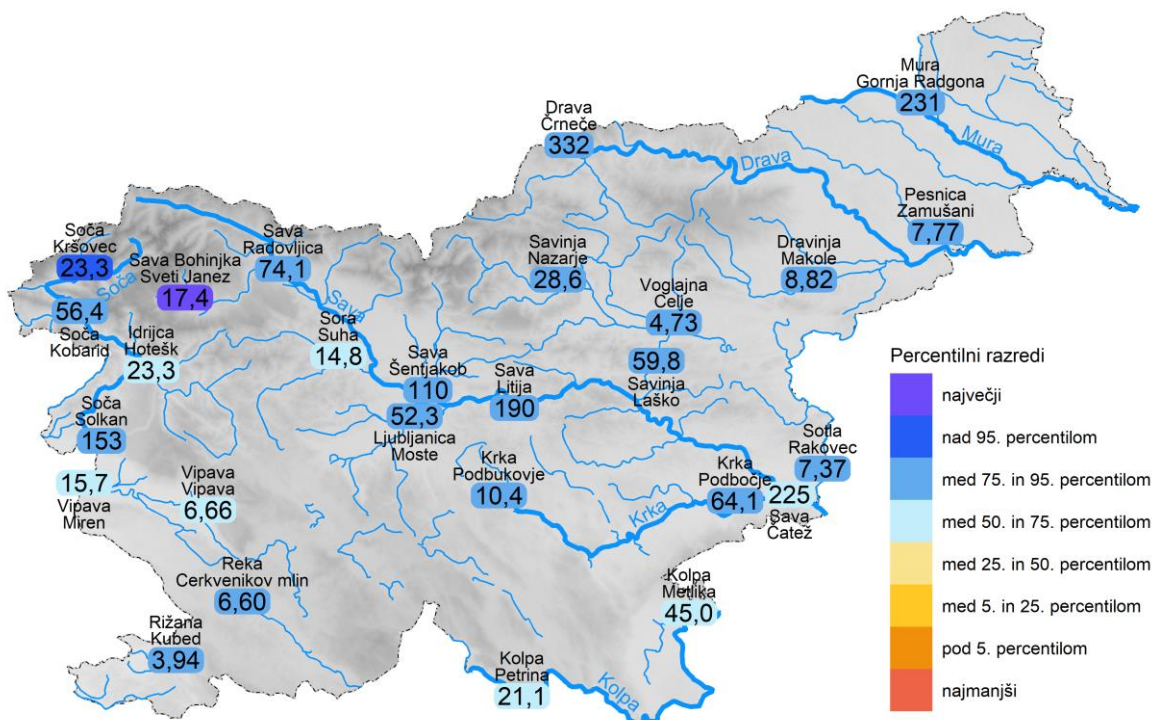 Mura
Gornja Radgona
231
Mura
Drava
Črneče
332
Drava
Pesnica
Zamušani
7,77
Soča
Kršovec
23,3
Sava Bohinjka
Sveti Janez
17,4
Sava
Radovljica
74,1
Savinja
Nazarje
28,6
Dravinja
Makole
8,82
Soča
56,4
Soča
Kobarid
Idrijca
Hotešk
23,3
Sava
Sora
Suha
14,8
Voglajna
Celje
4,73
59,8
Savinja
Laško
Sava
Šentjakob
110
52,3
Ljubljanica
Moste
Sava
Litija
190
Soča
Solkan
153
15,7
Vipava
Miren
Vipava
Vipava
6,66
Krka
Podbukovje
10,4
Krka
Krka
Podbočje
64,1
Sotla
Rakovec
7,37
225
Sava
Čatež
Reka
Cerkvenikov mlin
6,60
Rižana
Kubed
3,94
Kolpa
Metlika
45,0
Kolpa
Petrina
21,1
Kolpa
Percentilni razredi
največji
nad 95. percentilom
med 75. in 95. percentilom
med 50. in 75. percentilom
med 25. in 50. percentilom
med 5. in 25. percentilom
pod 5. percentilom
najmanjši